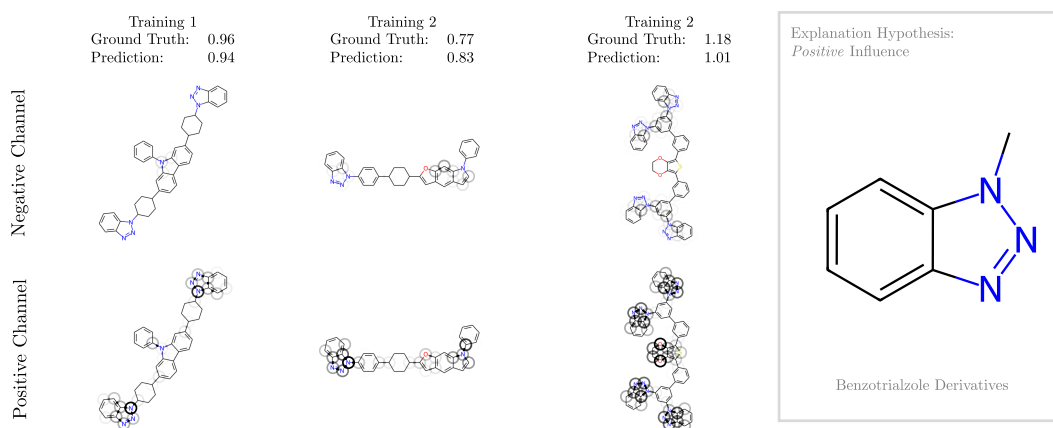 Training 1
Ground Truth: 0.96
Prediction: 0.94
Training 2
Ground Truth: 0.77
Prediction: 0.83
Training 2
Ground Truth: 1.18
Prediction: 1.01
Explanation Hypothesis:
Positive Influence
Negative Channel
Positive Channel
N
N
N
Benzotrialzole Derivatives